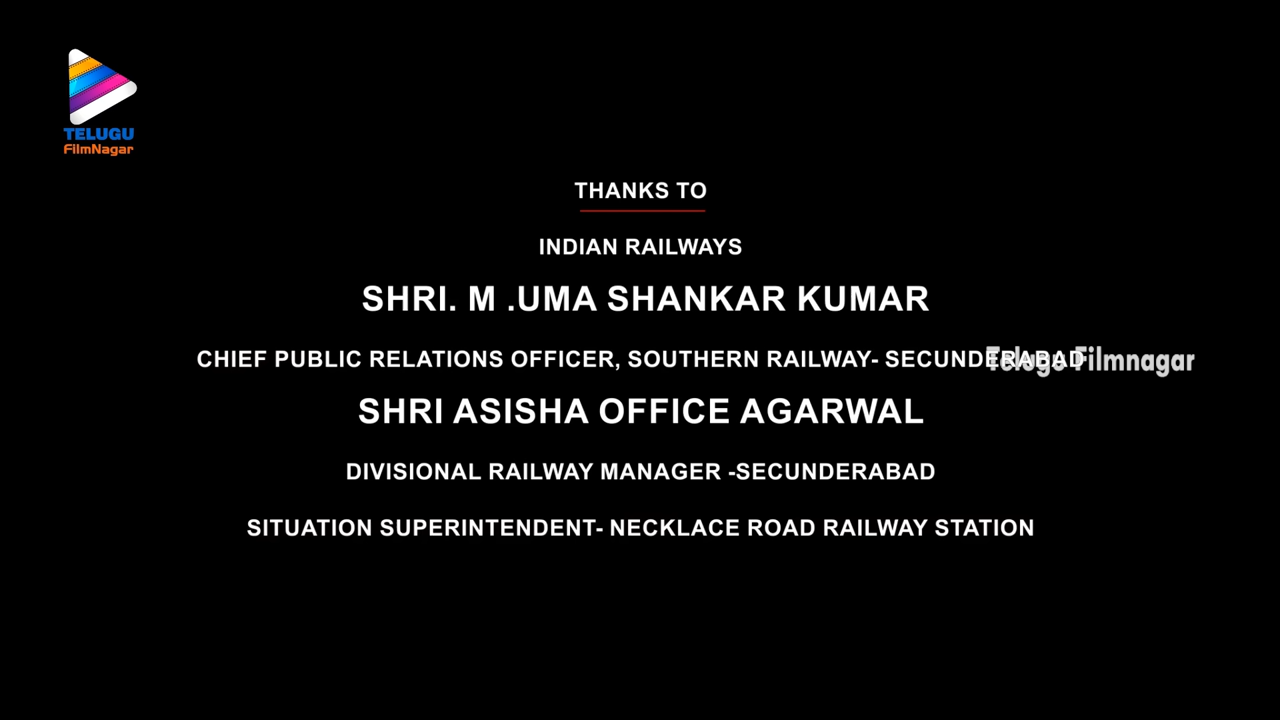 TELUGU
FilmNagar
THANKS TO
INDIAN RAILWAYS
SHRI. M .UMA SHANKAR KUMAR
CHIEF PUBLIC RELATIONS OFFICER, SOUTHERN RAILWAY- SECUNDERABAD
Telugu Filmnagar
SHRI ASISHA OFFICE AGARWAL
DIVISIONAL RAILWAY MANAGER -SECUNDERABAD
SITUATION SUPERINTENDENT- NECKLACE ROAD RAILWAY STATION